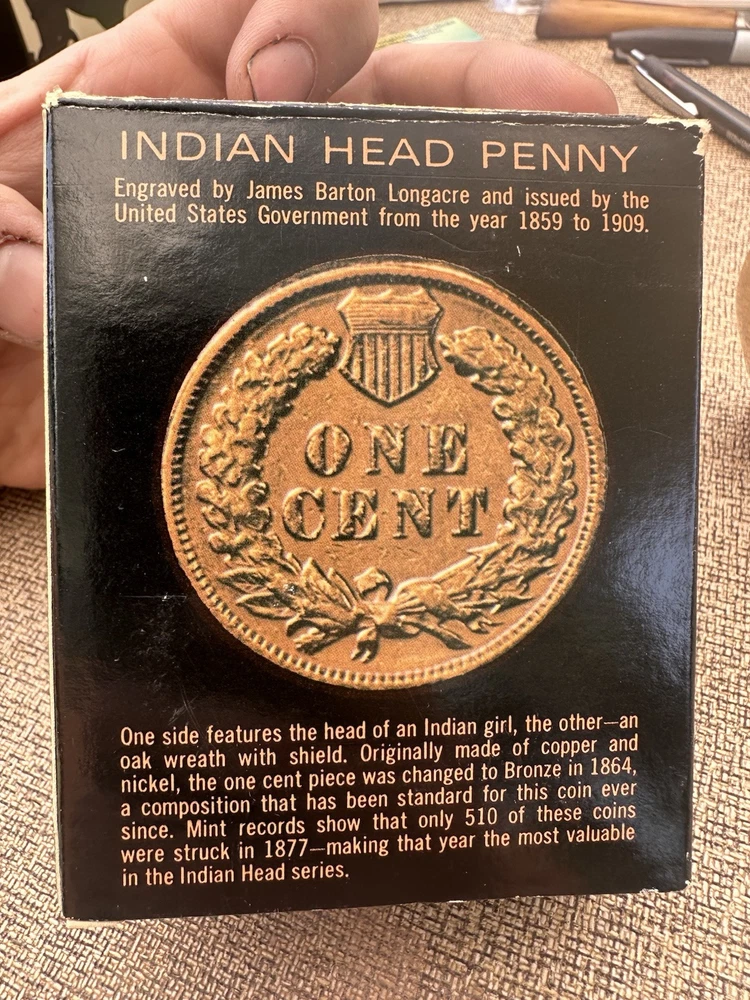 INDIAN HEAD PENNY
Engraved by James Barton Longacre and issued by the
United States Government from the year 1859 to 1909.
ONE
CENT
One side features the head of an Indian girl, the other—an
oak wreath with shield. Originally made of copper and
nickel, the one cent piece was changed to Bronze in 1864,
a composition that has been standard for this coin ever
since. Mint records show that only 510 of these coins
were struck in 1877—making that year the most valuable
in the Indian Head series.